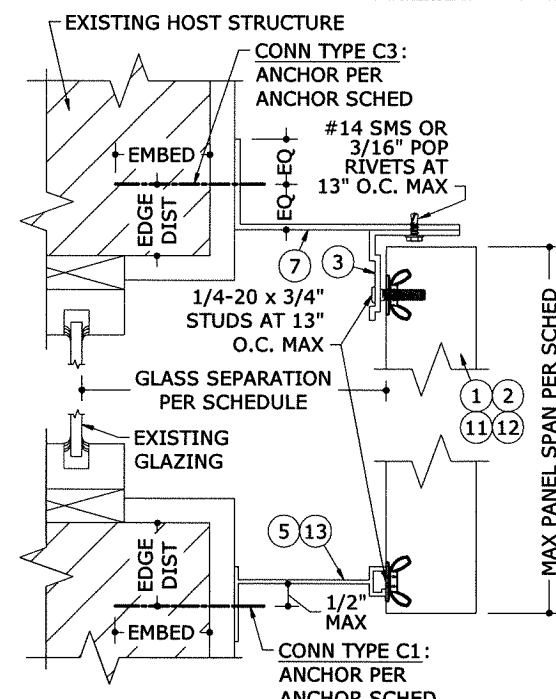 EXISTING HOST STRUCTURE
CONN TYPE C3:
ANCHOR PER
ANCHOR SCHED
#14 SMS OR
3/16" POP
RIVETS AT
13" O.C. MAX
EMBED
EDGE
DIST
EQ
EQ
7
3
1/4-20 x 3/4"
STUDS AT 13"
O.C. MAX
GLASS SEPARATION
PER SCHEDULE
1 2
11 12
MAX PANEL SPAN PER SCHED
EXISTING
GLAZING
5 13
EDGE
DIST
1/2"
MAX
EMBED
CONN TYPE C1:
ANCHOR PER
ANCHOR SCHED